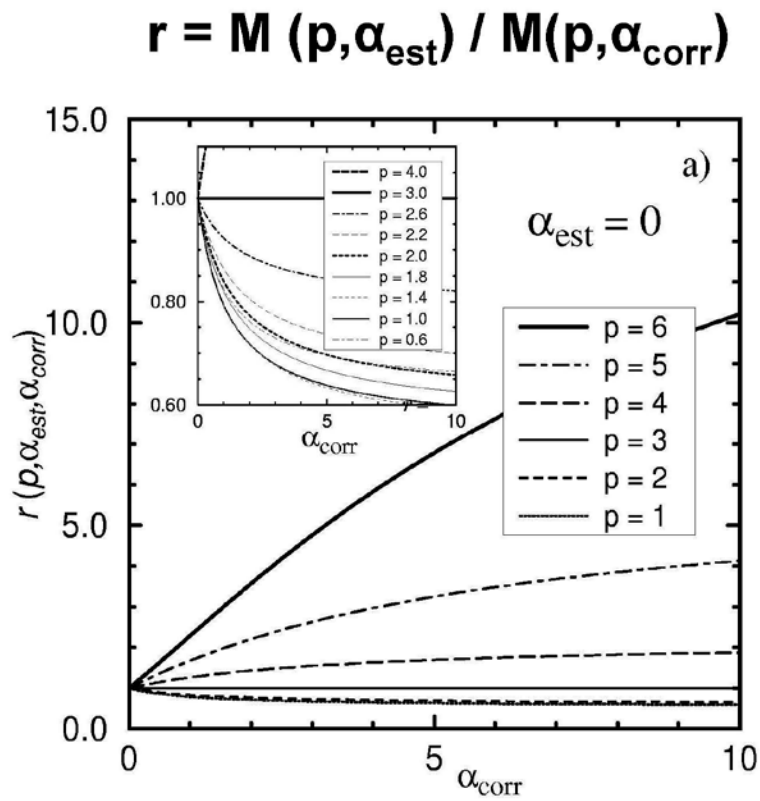 r = M (p,αest) / M(p,αcorr)
15.0
10.0
5.0
0.0
r (p,αest,αcorr)
a)
αest = 0
1.00
0.80
0.60
p = 4.0
p = 3.0
p = 2.6
p = 2.2
p = 2.0
p = 1.8
p = 1.4
p = 1.0
p = 0.6
0 5 10
αcorr
p = 6
p = 5
p = 4
p = 3
p = 2
p = 1
0 5 10
αcorr